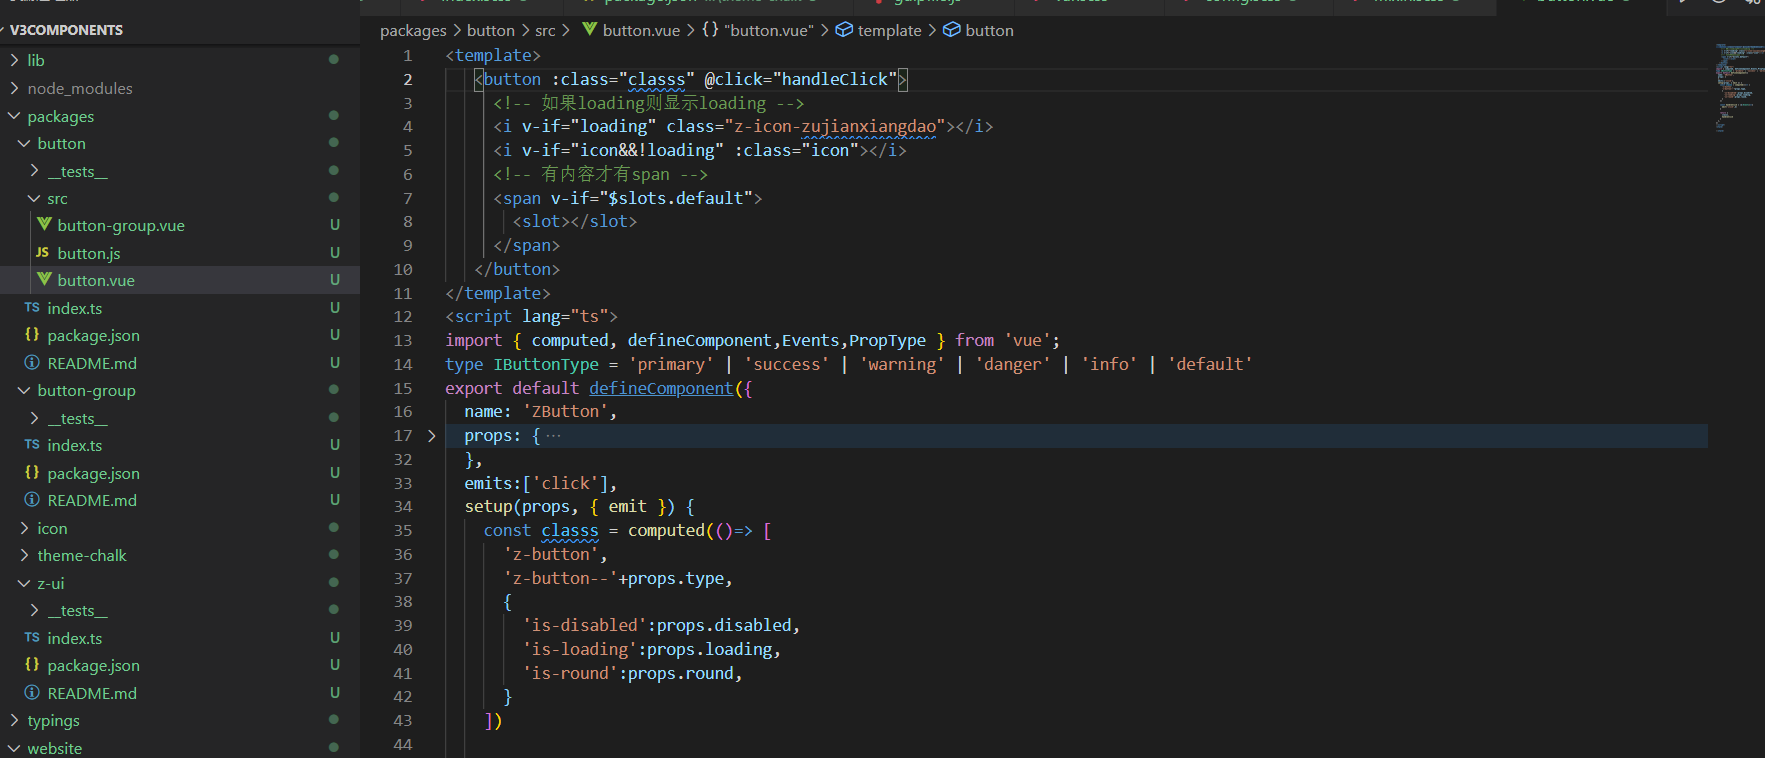 V3COMPONENTS
lib
node_modules
packages
button
__tests__
src
button-group.vue U
button.js U
button.vue U
index.ts U
package.json U
README.md U
button-group
__tests__
index.ts U
package.json U
README.md U
icon
theme-chalk
z-ui
__tests__
index.ts U
package.json U
README.md U
typings
website
packages > button > src > button.vue > {} "button.vue" > template > button
1 <template>
2 <button :class="classs" @click="handleClick">
3 <!-- 如果loading则显示loading -->
4 <i v-if="loading" class="z-icon-zujianxiangdao"></i>
5 <i v-if="icon&&!loading" :class="icon"></i>
6 <!-- 有内容才有span -->
7 <span v-if="$slots.default">
8 <slot></slot>
9 </span>
10 </button>
11 </template>
12 <script lang="ts">
13 import { computed, defineComponent,Events,PropType } from 'vue';
14 type IButtonType = 'primary' | 'success' | 'warning' | 'danger' | 'info' | 'default'
15 export default defineComponent({
16 name: 'ZButton',
17 props: { ...
32 },
33 emits:['click'],
34 setup(props, { emit }) {
35 const classs = computed(()=> [
36 'z-button',
37 'z-button--'+props.type,
38 {
39 'is-disabled':props.disabled,
40 'is-loading':props.loading,
41 'is-round':props.round,
42 }
43 ])
44